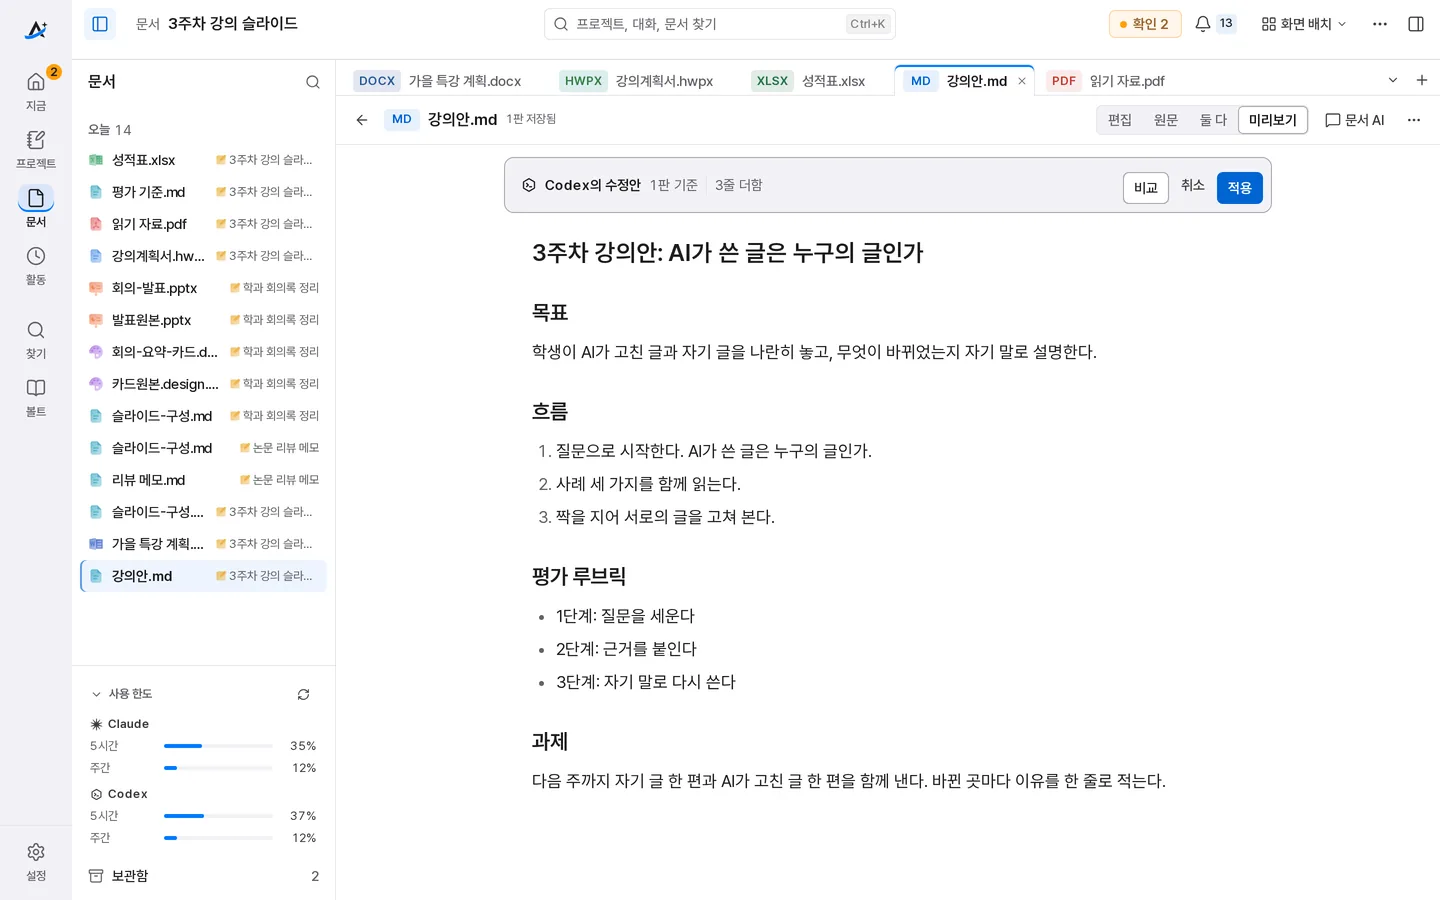 문서 3주차 강의 슬라이드
프로젝트, 대화, 문서 찾기 Ctrl+K
확인 2
13
화면 배치
2
지금
프로젝트
문서
활동
찾기
볼트
설정
문서
오늘 14
성적표.xlsx 3주차 강의 슬라...
평가 기준.md 3주차 강의 슬라...
읽기 자료.pdf 3주차 강의 슬라...
강의계획서.hw... 3주차 강의 슬라...
회의-발표.pptx 학과 회의록 정리
발표원본.pptx 학과 회의록 정리
회의-요약-카드.d... 학과 회의록 정리
카드원본.design.... 학과 회의록 정리
슬라이드-구성.md 학과 회의록 정리
슬라이드-구성.md 논문 리뷰 메모
리뷰 메모.md 논문 리뷰 메모
슬라이드-구성.... 3주차 강의 슬라...
가을 특강 계획.... 3주차 강의 슬라...
강의안.md 3주차 강의 슬라...
사용 한도
Claude
5시간 35%
주간 12%
Codex
5시간 37%
주간 12%
보관함 2
DOCX 가을 특강 계획.docx HWPX 강의계획서.hwpx XLSX 성적표.xlsx MD 강의안.md × PDF 읽기 자료.pdf
MD 강의안.md 1판 저장됨
편집 원문 둘 다 미리보기 문서 AI
Codex의 수정안 1판 기준 3줄 더함
비교 취소 적용
3주차 강의안: AI가 쓴 글은 누구의 글인가
목표
학생이 AI가 고친 글과 자기 글을 나란히 놓고, 무엇이 바뀌었는지 자기 말로 설명한다.
흐름
1. 질문으로 시작한다. AI가 쓴 글은 누구의 글인가.
2. 사례 세 가지를 함께 읽는다.
3. 짝을 지어 서로의 글을 고쳐 본다.
평가 루브릭
• 1단계: 질문을 세운다
• 2단계: 근거를 붙인다
• 3단계: 자기 말로 다시 쓴다
과제
다음 주까지 자기 글 한 편과 AI가 고친 글 한 편을 함께 낸다. 바뀐 곳마다 이유를 한 줄로 적는다.